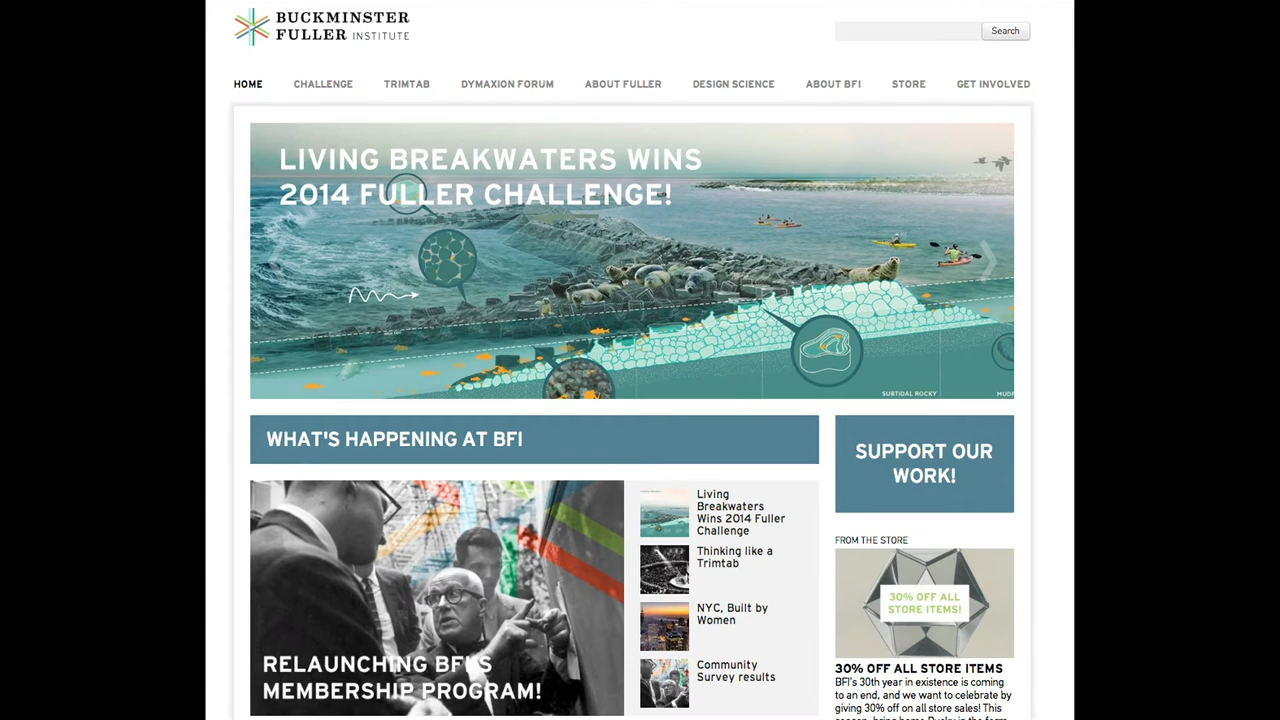 BUCKMINSTER
FULLER INSTITUTE
Search
HOME CHALLENGE TRIMTAB DYMAXION FORUM ABOUT FULLER DESIGN SCIENCE ABOUT BFI STORE GET INVOLVED
LIVING BREAKWATERS WINS
2014 FULLER CHALLENGE!
SUBTIDAL ROCKY
WHAT'S HAPPENING AT BFI
SUPPORT OUR
WORK!
RELAUNCHING BFI'S
MEMBERSHIP PROGRAM!
Living
Breakwaters
Wins 2014 Fuller
Challenge
Thinking like a
Trimtab
NYC, Built by
Women
Community
Survey results
FROM THE STORE
30% OFF ALL
STORE ITEMS!
30% OFF ALL STORE ITEMS
BFI's 30th year in existence is coming
to an end, and we want to celebrate by
giving 30% off on all store sales! This